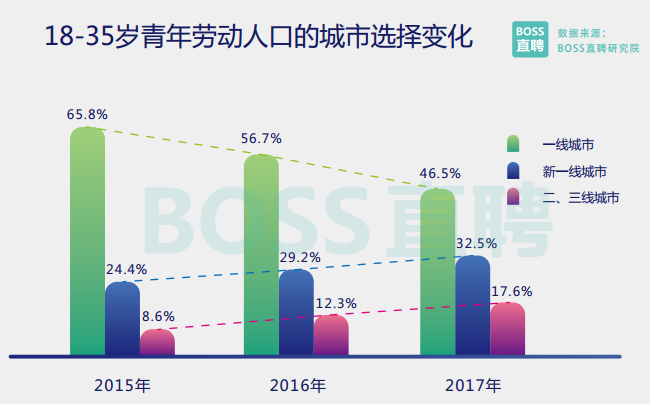 18-35岁青年劳动人口的城市选择变化
BOSS
直聘
数据来源：
BOSS直聘研究院
一线城市
新一线城市
二、三线城市
65.8%
56.7%
46.5%
24.4%
29.2%
32.5%
8.6%
12.3%
17.6%
BOSS直聘
2015年
2016年
2017年